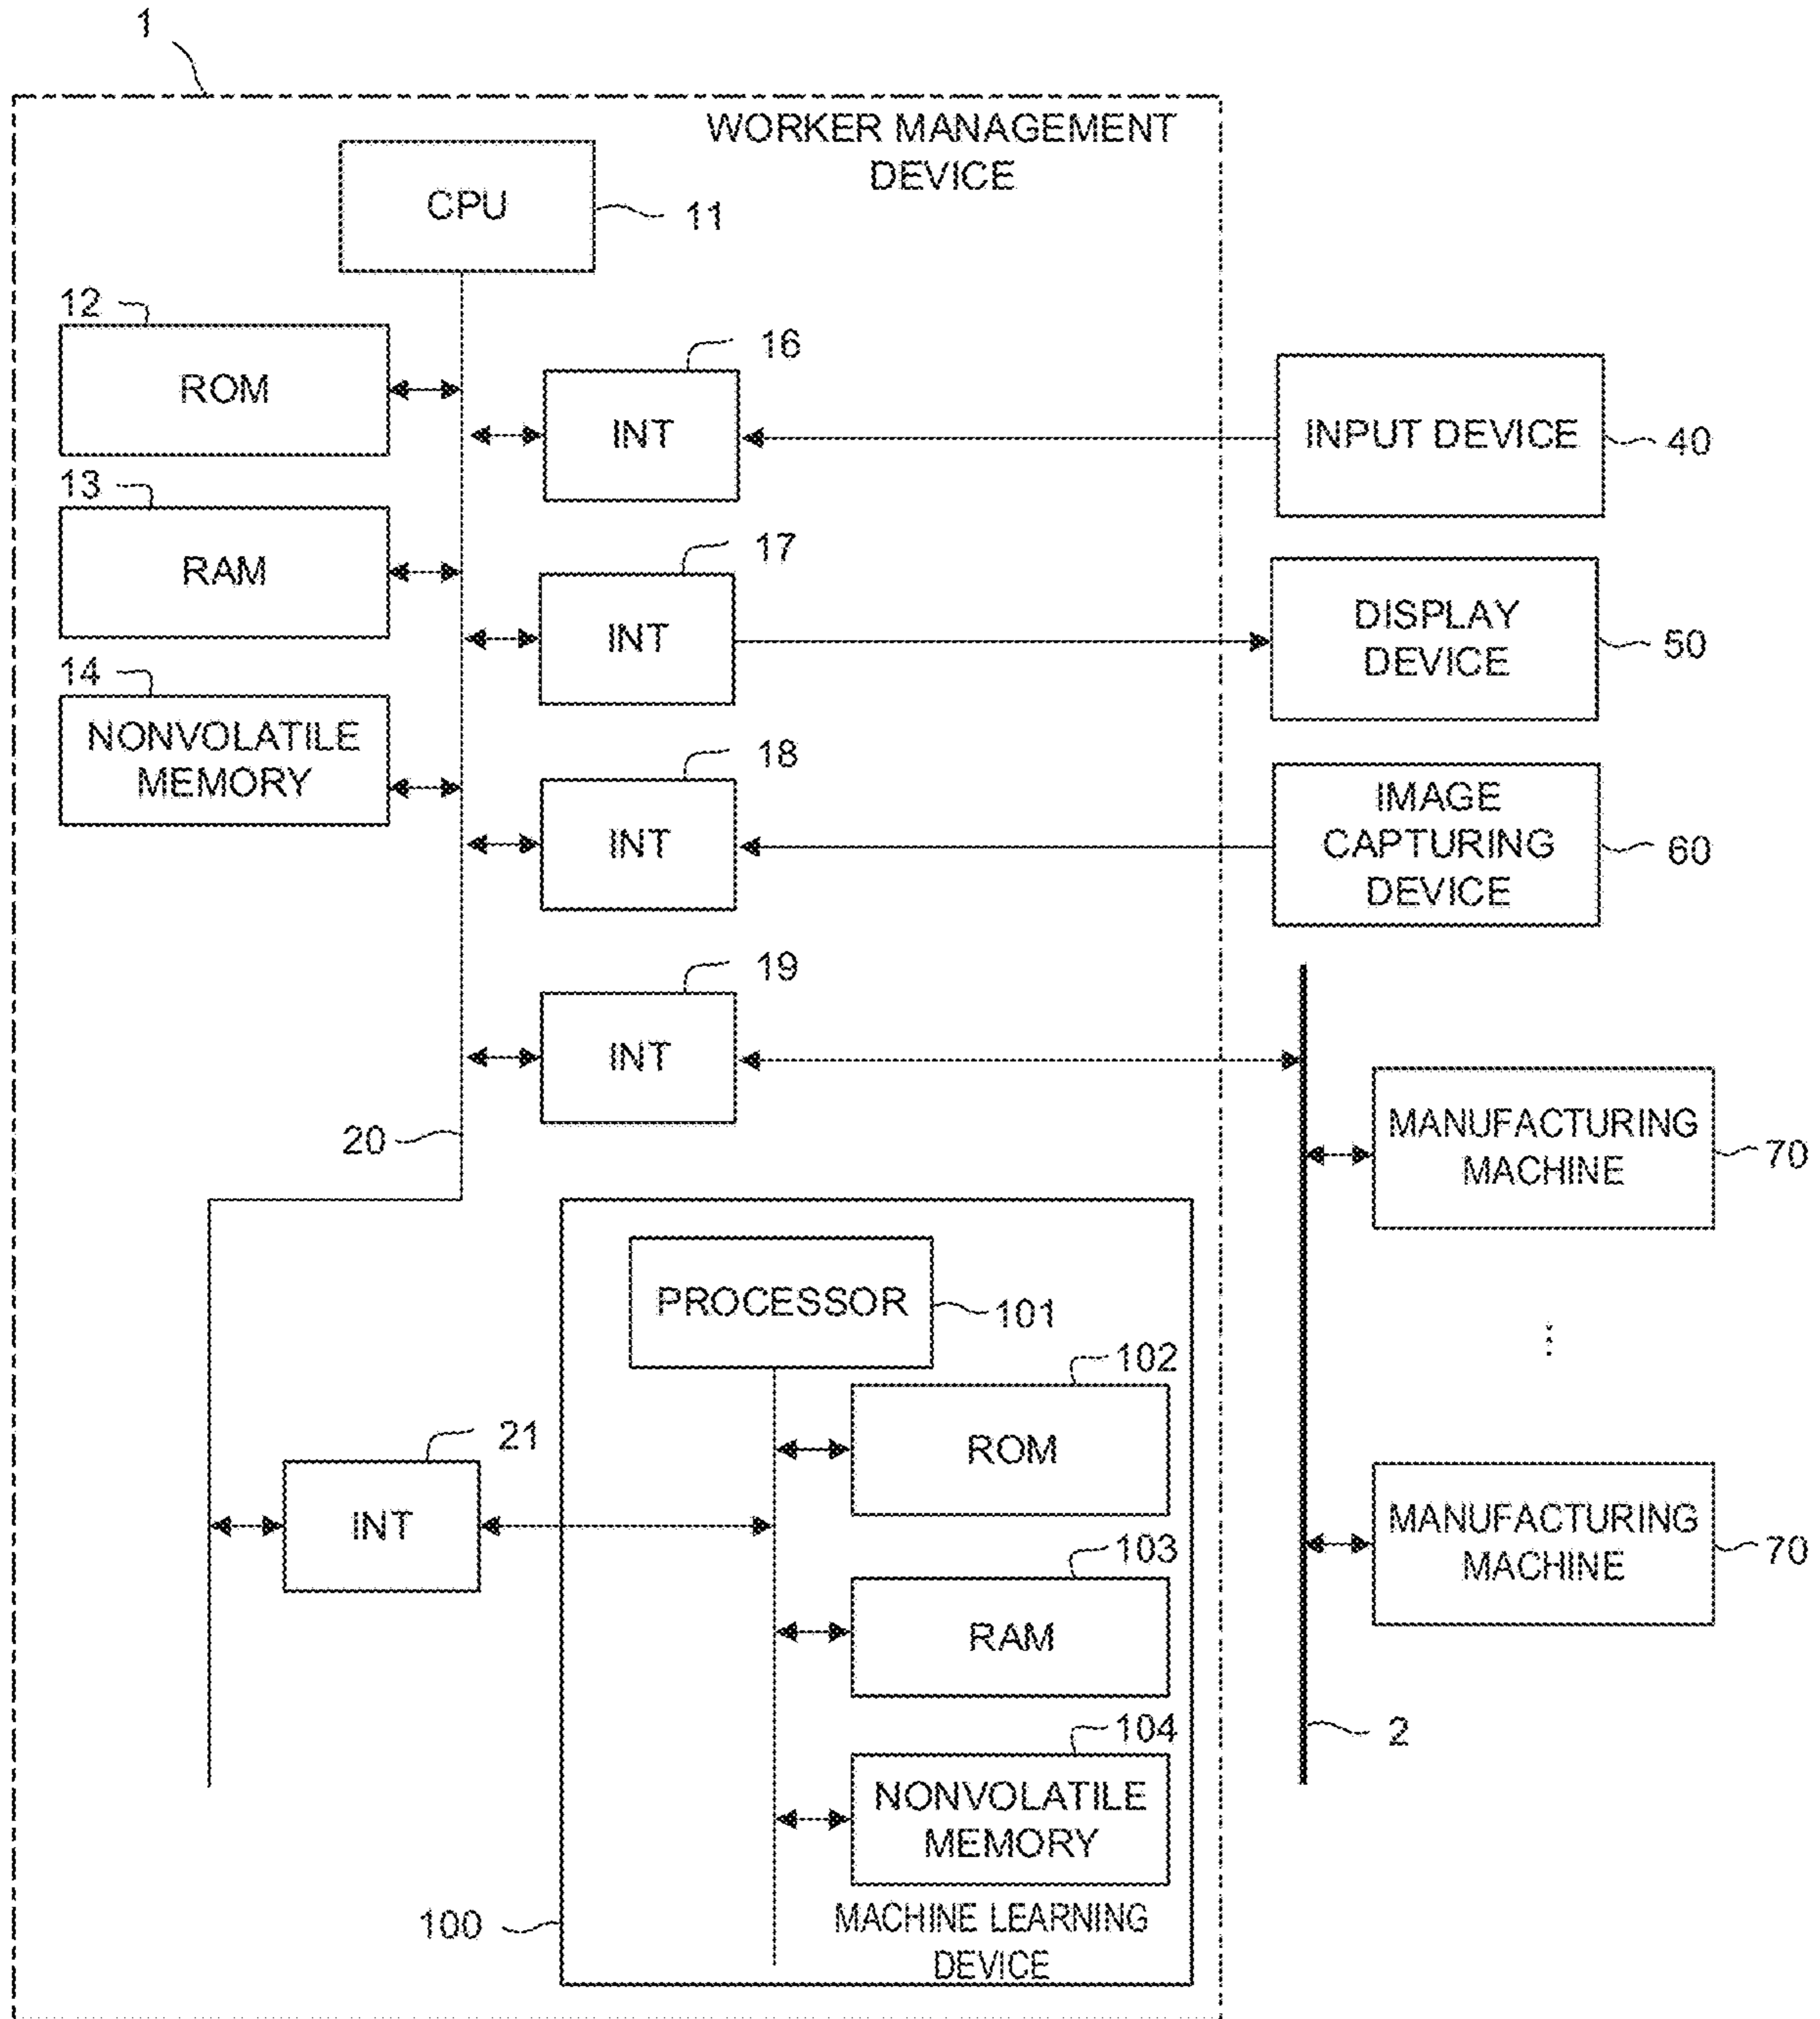 1
WORKER MANAGEMENT
DEVICE
CPU
11
12
ROM
16
INT
INPUT DEVICE
40
13
RAM
17
INT
DISPLAY
DEVICE
50
14
NONVOLATILE
MEMORY
18
INT
IMAGE
CAPTURING
DEVICE
60
19
INT
20
MANUFACTURING
MACHINE
70
PROCESSOR
101
102
ROM
21
INT
MANUFACTURING
MACHINE
70
103
RAM
2
104
NONVOLATILE
MEMORY
100
MACHINE LEARNING
DEVICE